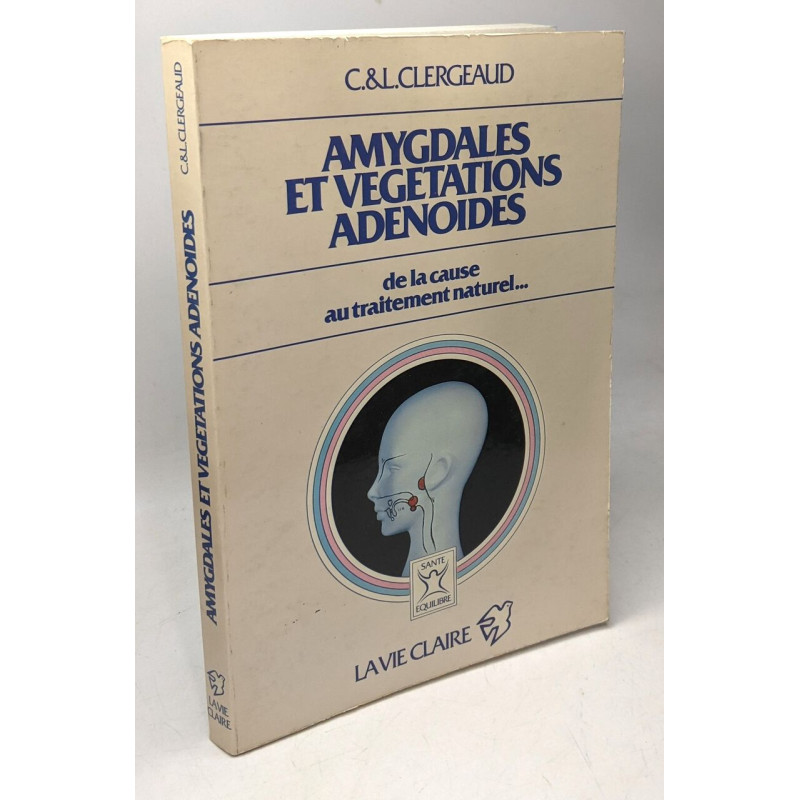 C.&L.CLERGEAUD
AMYGDALES
ET VEGETATIONS
ADENOIDES
de la cause
au traitement naturel...
SANTE
EQUILIBRE
LA VIE CLAIRE
C.&L.CLERGEAUD
AMYGDALES ET VEGETATIONS ADENOIDES
LA VIE
CLAIRE